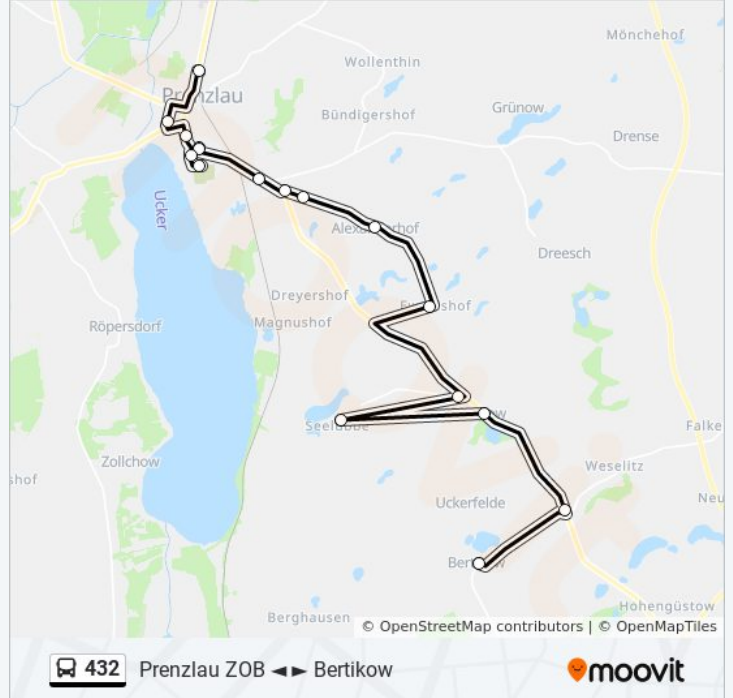 Mönchehof
Wollenthin
Prenzlau
Grünow
Bündigershof
Drense
Ucker
Dreesch
Dreyershof
Röpersdorf
Magnushof
Seelübbe
Falke
Zollchow
Weselitz
shof
Neu
Uckerfelde
Hohengüstow
Berghausen
© OpenStreetMap contributors | © OpenMapTiles
432 Prenzlau ZOB ◄► Bertikow
moovit